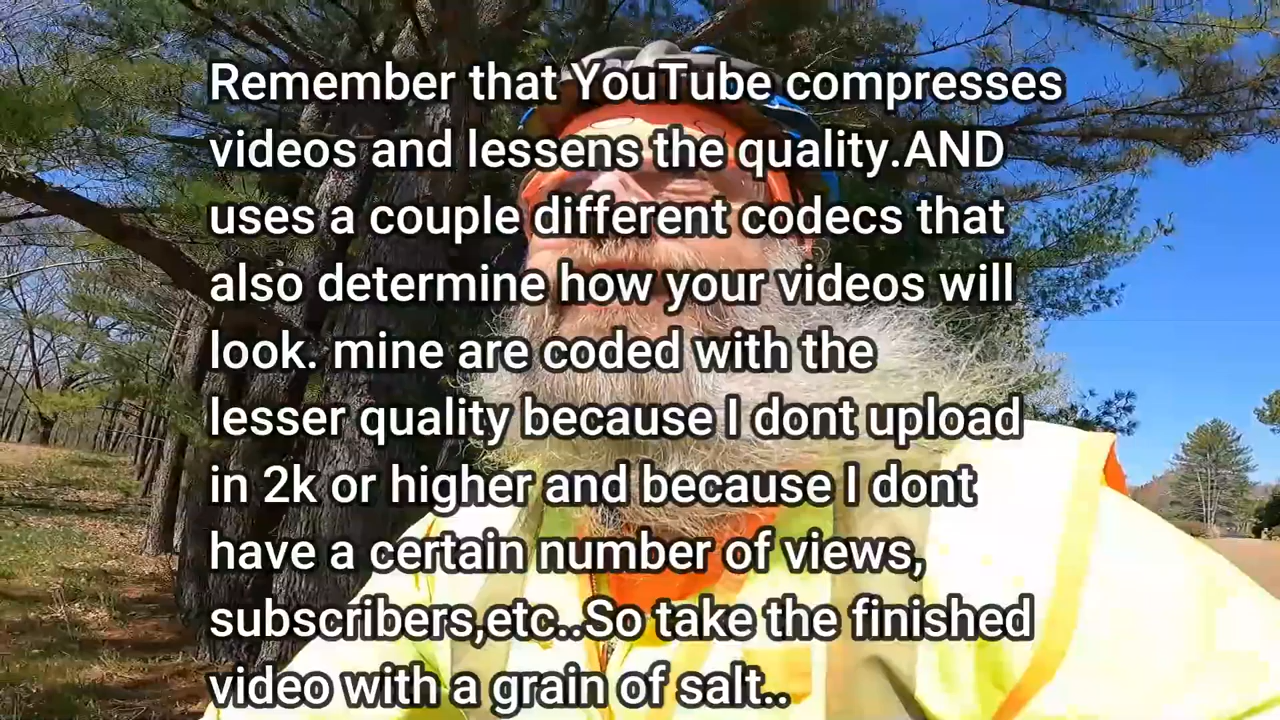 Remember that YouTube compresses
videos and lessens the quality.AND
uses a couple different codecs that
also determine how your videos will
look. mine are coded with the
lesser quality because I dont upload
in 2k or higher and because I dont
have a certain number of views,
subscribers,etc..So take the finished
video with a grain of salt..